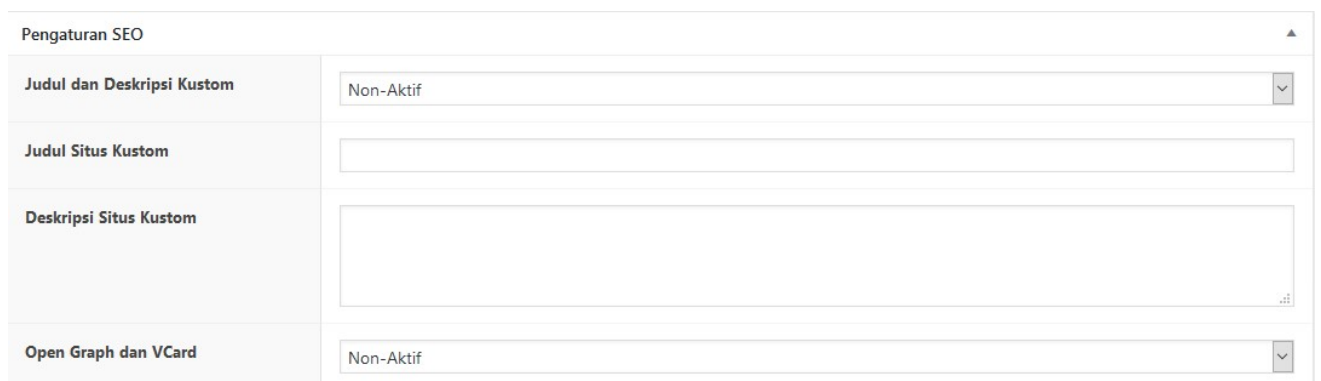 Pengaturan SEO
Judul dan Deskripsi Kustom
Non-Aktif
Judul Situs Kustom
Deskripsi Situs Kustom
Open Graph dan VCard
Non-Aktif